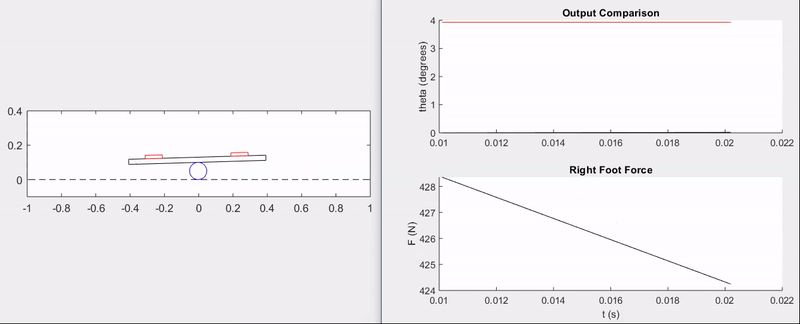 0.4
0.2
0
-1 -0.8 -0.6 -0.4 -0.2 0 0.2 0.4 0.6 0.8 1
Output Comparison
4
3
2
1
0
theta (degrees)
0.01 0.012 0.014 0.016 0.018 0.02 0.022
Right Foot Force
428
427
426
425
424
F (N)
0.01 0.012 0.014 0.016 0.018 0.02 0.022
t (s)